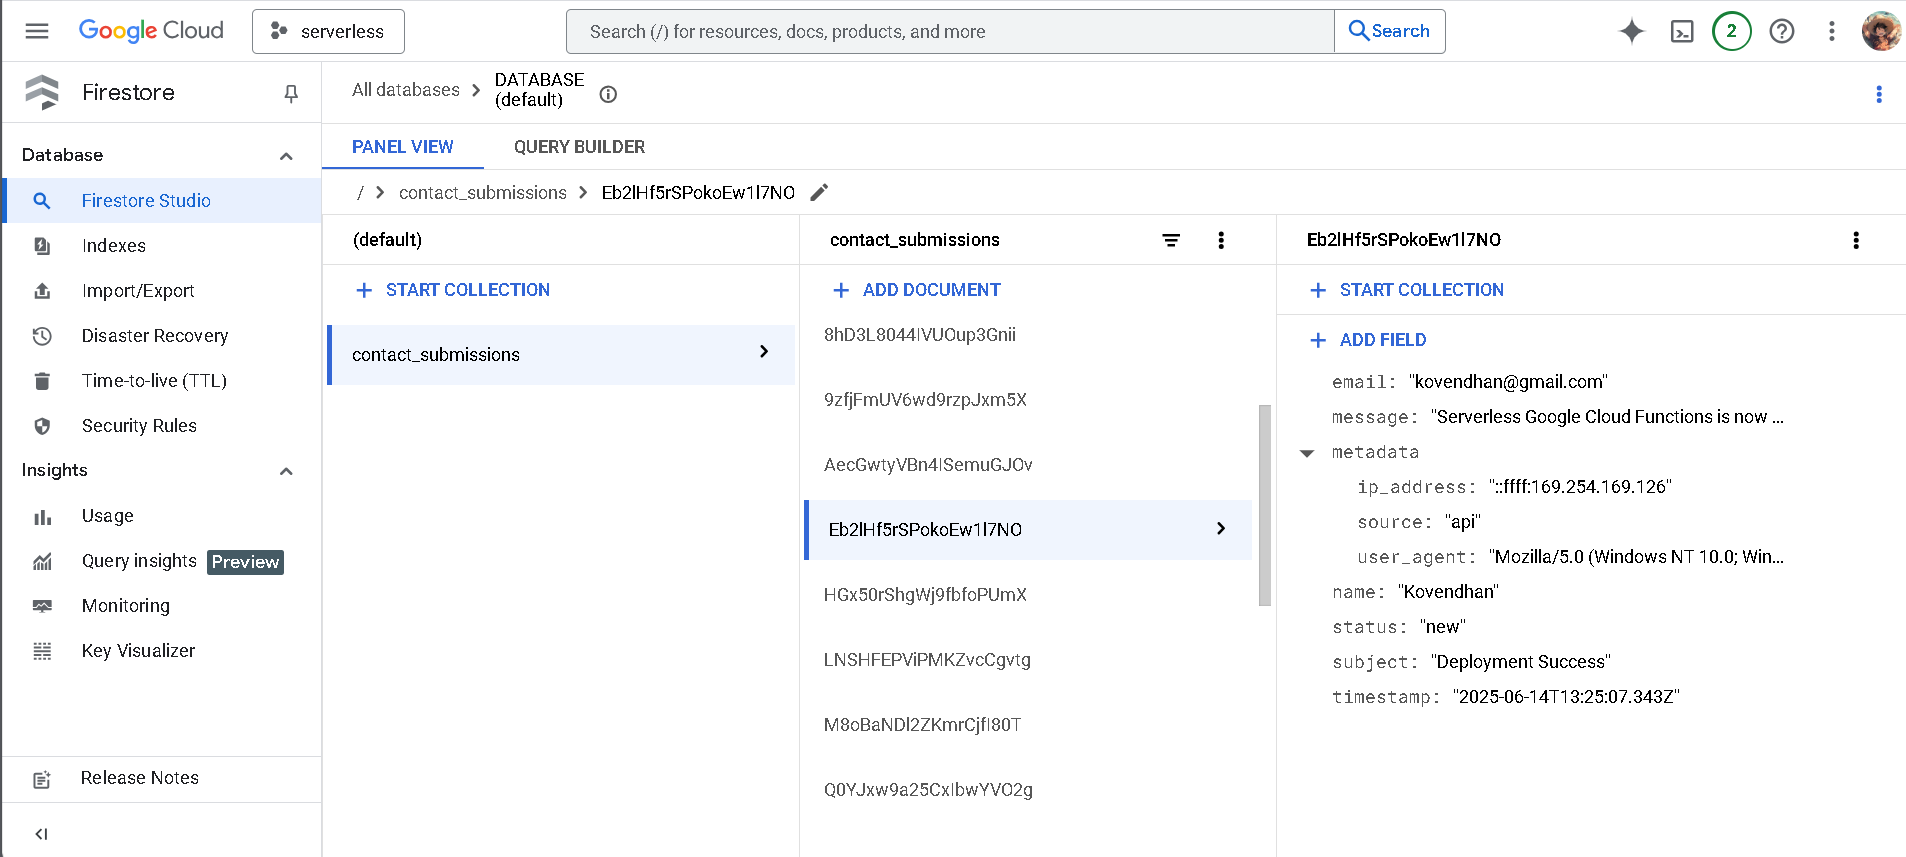 Google Cloud
serverless
Search (/) for resources, docs, products, and more
Search
2
Firestore
All databases
DATABASE
(default)
Database
PANEL VIEW
QUERY BUILDER
Firestore Studio
Indexes
Import/Export
Disaster Recovery
Time-to-live (TTL)
Security Rules
Insights
Usage
Query insights Preview
Monitoring
Key Visualizer
Release Notes
/ > contact_submissions > Eb2lHf5rSPokoEw1l7NO
(default)
+ START COLLECTION
contact_submissions
contact_submissions
+ ADD DOCUMENT
8hD3L8044IVUOup3Gnii
9zfjFmUV6wd9rzpJxm5X
AecGwtyVBn4ISemuGJOv
Eb2lHf5rSPokoEw1l7NO
HGx50rShgWj9fbfoPUmX
LNSHFEPViPMKZvcCgvtg
M8oBaNDl2ZKmrCjfI80T
Q0YJxw9a25CxIbwYVO2g
Eb2lHf5rSPokoEw1l7NO
+ START COLLECTION
+ ADD FIELD
email: "kovendhan@gmail.com"
message: "Serverless Google Cloud Functions is now ...
metadata
ip_address: "::ffff:169.254.169.126"
source: "api"
user_agent: "Mozilla/5.0 (Windows NT 10.0; Win...
name: "Kovendhan"
status: "new"
subject: "Deployment Success"
timestamp: "2025-06-14T13:25:07.343Z"